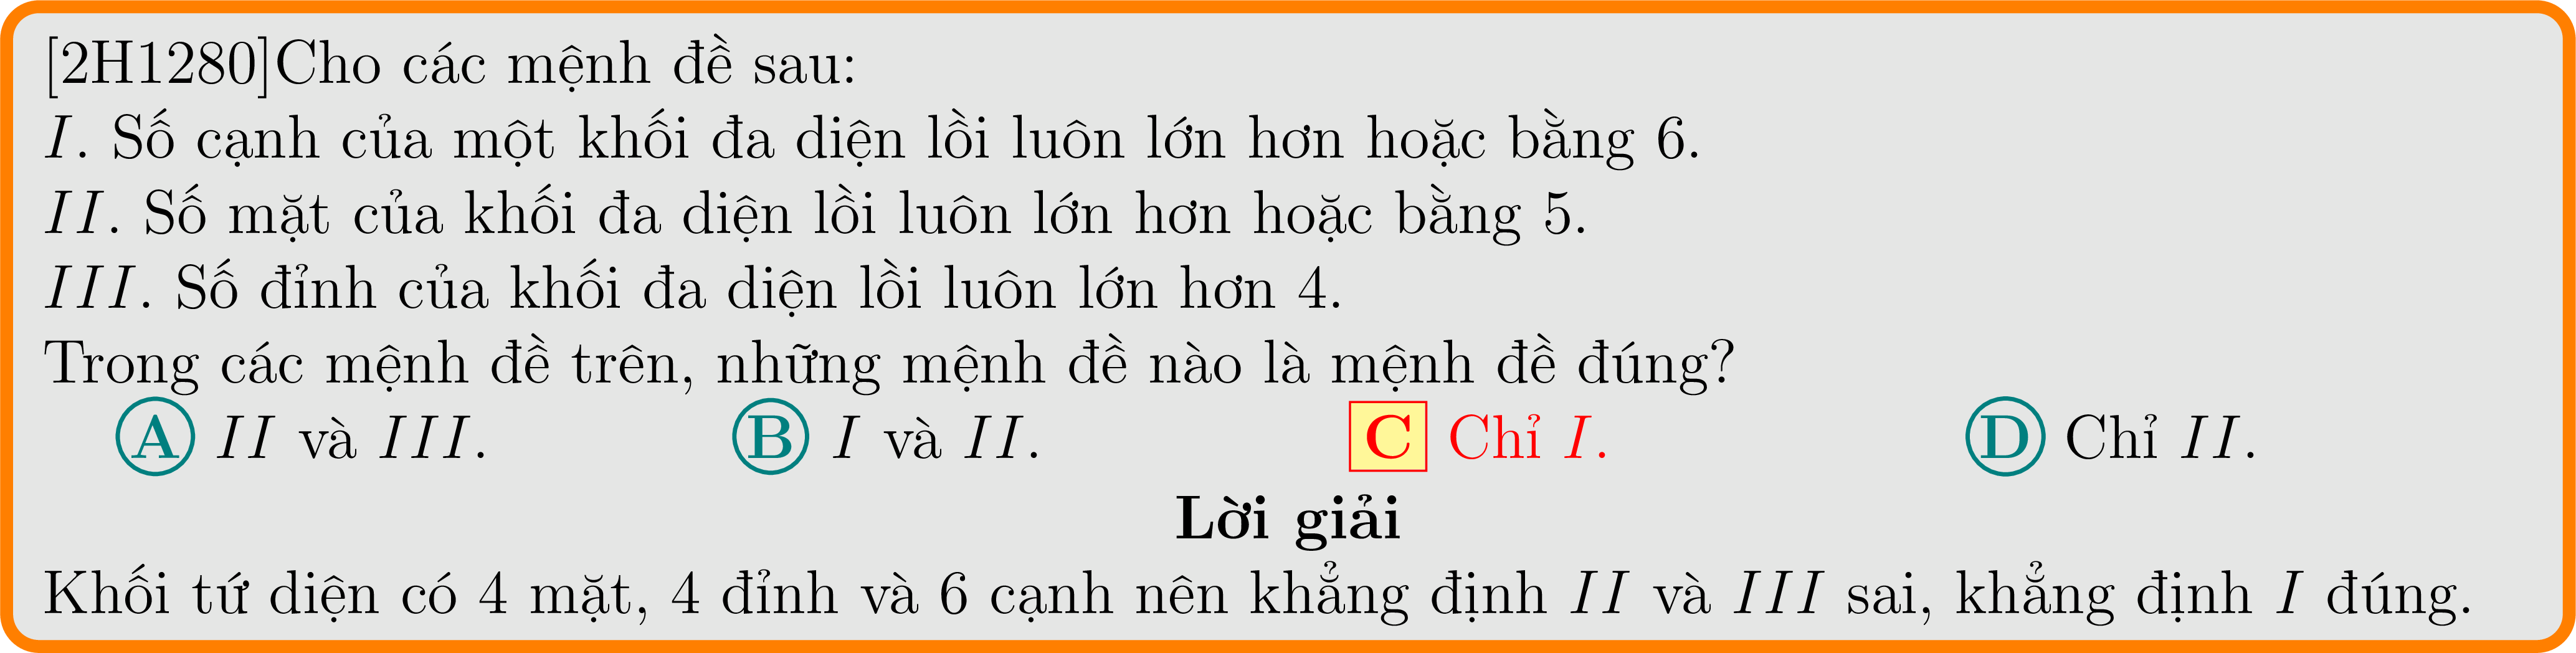 [2H1280]Cho các mệnh đề sau:
I. Số cạnh của một khối đa diện lồi luôn lớn hơn hoặc bằng 6.
II. Số mặt của khối đa diện lồi luôn lớn hơn hoặc bằng 5.
III. Số đỉnh của khối đa diện lồi luôn lớn hơn 4.
Trong các mệnh đề trên, những mệnh đề nào là mệnh đề đúng?
A II và III. B I và II. C Chỉ I. D Chỉ II.
Lời giải
Khối tứ diện có 4 mặt, 4 đỉnh và 6 cạnh nên khẳng định II và III sai, khẳng định I đúng.